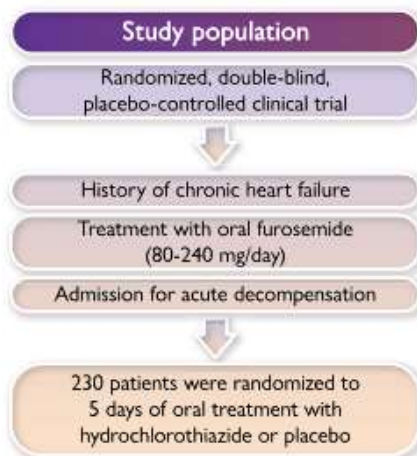 Study population
Randomized, double-blind,
placebo-controlled clinical trial
History of chronic heart failure
Treatment with oral furosemide
(80-240 mg/day)
Admission for acute decompensation
230 patients were randomized to
5 days of oral treatment with
hydrochlorothiazide or placebo